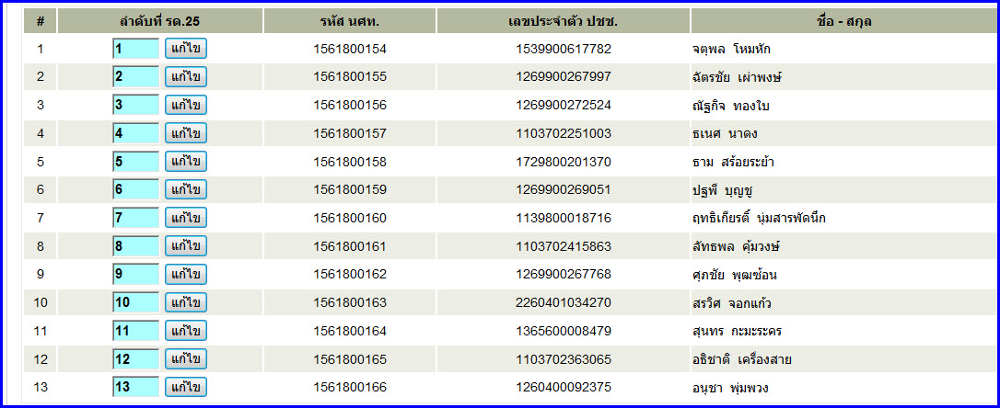 # ลำดับที่ รด.25 รหัส นศท. เลขประจำตัว ปชช. ชื่อ - สกุล
1 1 แก้ไข 1561800154 1539900617782 จตุพล โหมหัก
2 2 แก้ไข 1561800155 1269900267997 ฉัตรชัย เผ่าพงษ์
3 3 แก้ไข 1561800156 1269900272524 ณัฐกิจ ทองใบ
4 4 แก้ไข 1561800157 1103702251003 ธเนศ นาดง
5 5 แก้ไข 1561800158 1729800201370 ธาม สร้อยระย้า
6 6 แก้ไข 1561800159 1269900269051 ปฐพี บุญชู
7 7 แก้ไข 1561800160 1139800018716 ฤทธิเกียรติ์ นุ่มสารพัดนึก
8 8 แก้ไข 1561800161 1103702415863 ลัทธพล คุ้มวงษ์
9 9 แก้ไข 1561800162 1269900267768 ศุภชัย พุฒซ้อน
10 10 แก้ไข 1561800163 2260401034270 สรวิศ จอกแก้ว
11 11 แก้ไข 1561800164 1365600008479 สุนทร กะมะระคร
12 12 แก้ไข 1561800165 1103702363065 อธิชาติ เครื่องสาย
13 13 แก้ไข 1561800166 1260400092375 อนุชา พุ่มพวง